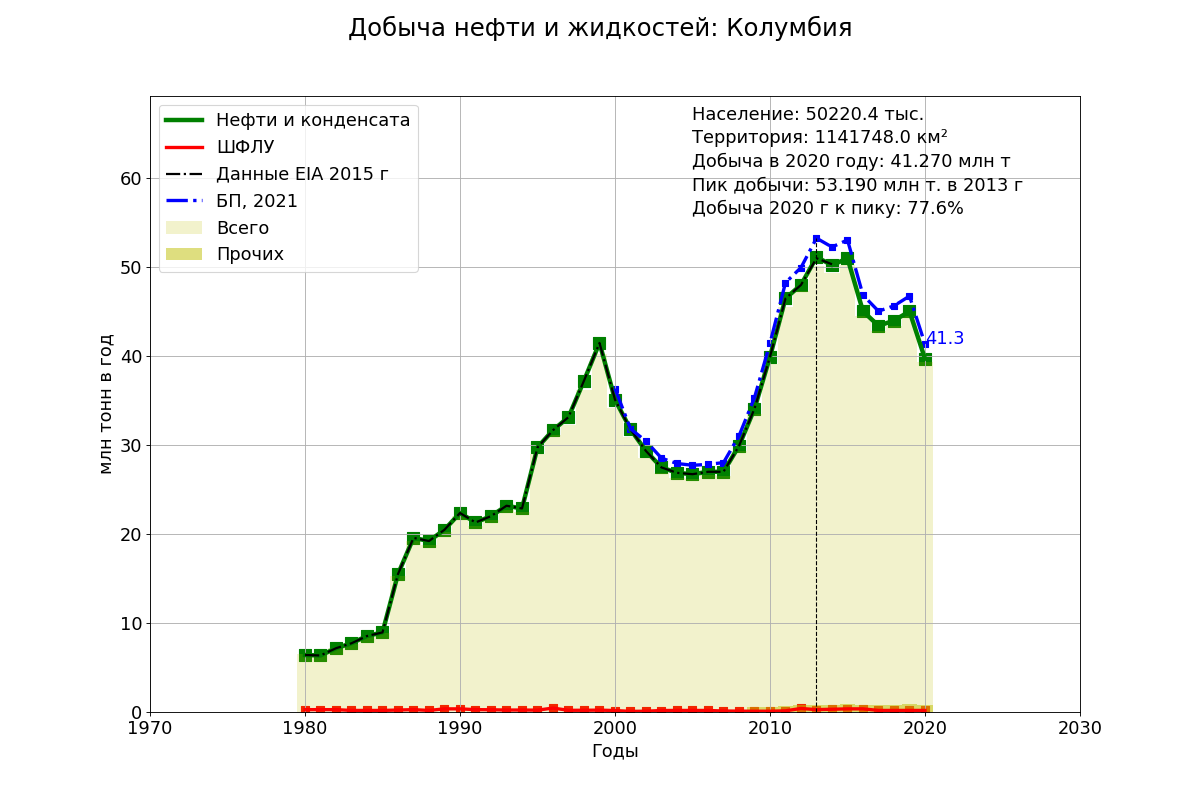 Добыча нефти и жидкостей: Колумбия
Нефти и конденсата
ШФЛУ
Данные EIA 2015 г
БП, 2021
Всего
Прочих
Население: 50220.4 тыс.
Территория: 1141748.0 км²
Добыча в 2020 году: 41.270 млн т
Пик добычи: 53.190 млн т. в 2013 г
Добыча 2020 г к пику: 77.6%
41.3
млн тонн в год
60
50
40
30
20
10
0
1970 1980 1990 2000 2010 2020 2030
Годы